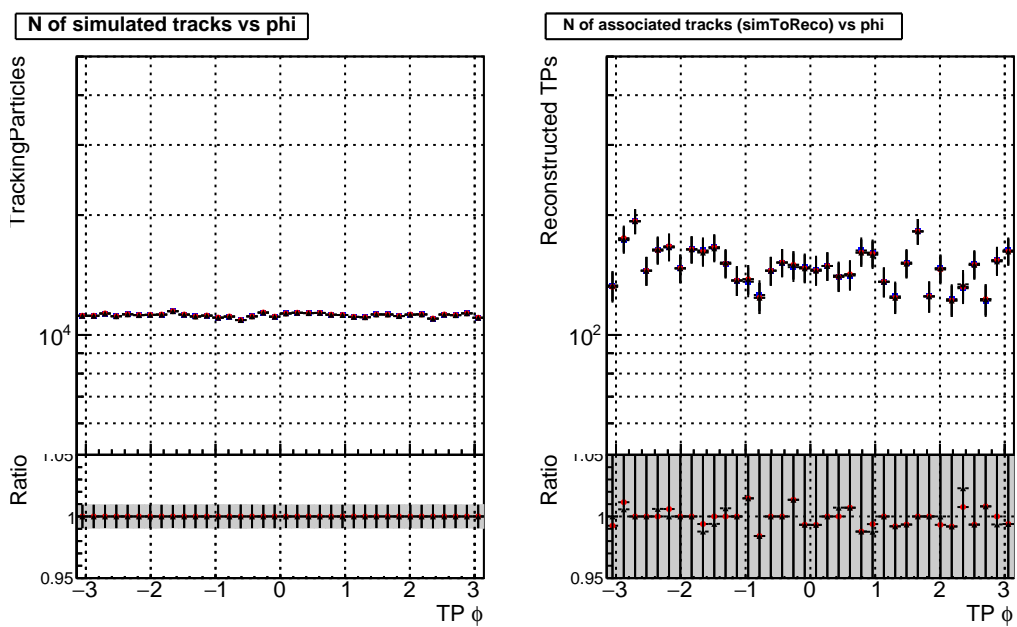 N of simulated tracks vs phi
TrackingParticles
10^4
1.05
Ratio
1
0.95
−3 −2 −1 0 1 2 3
TP ϕ
N of associated tracks (simToReco) vs phi
Reconstructed TPs
10^2
1.05
Ratio
1
0.95
−3 −2 −1 0 1 2 3
TP ϕ